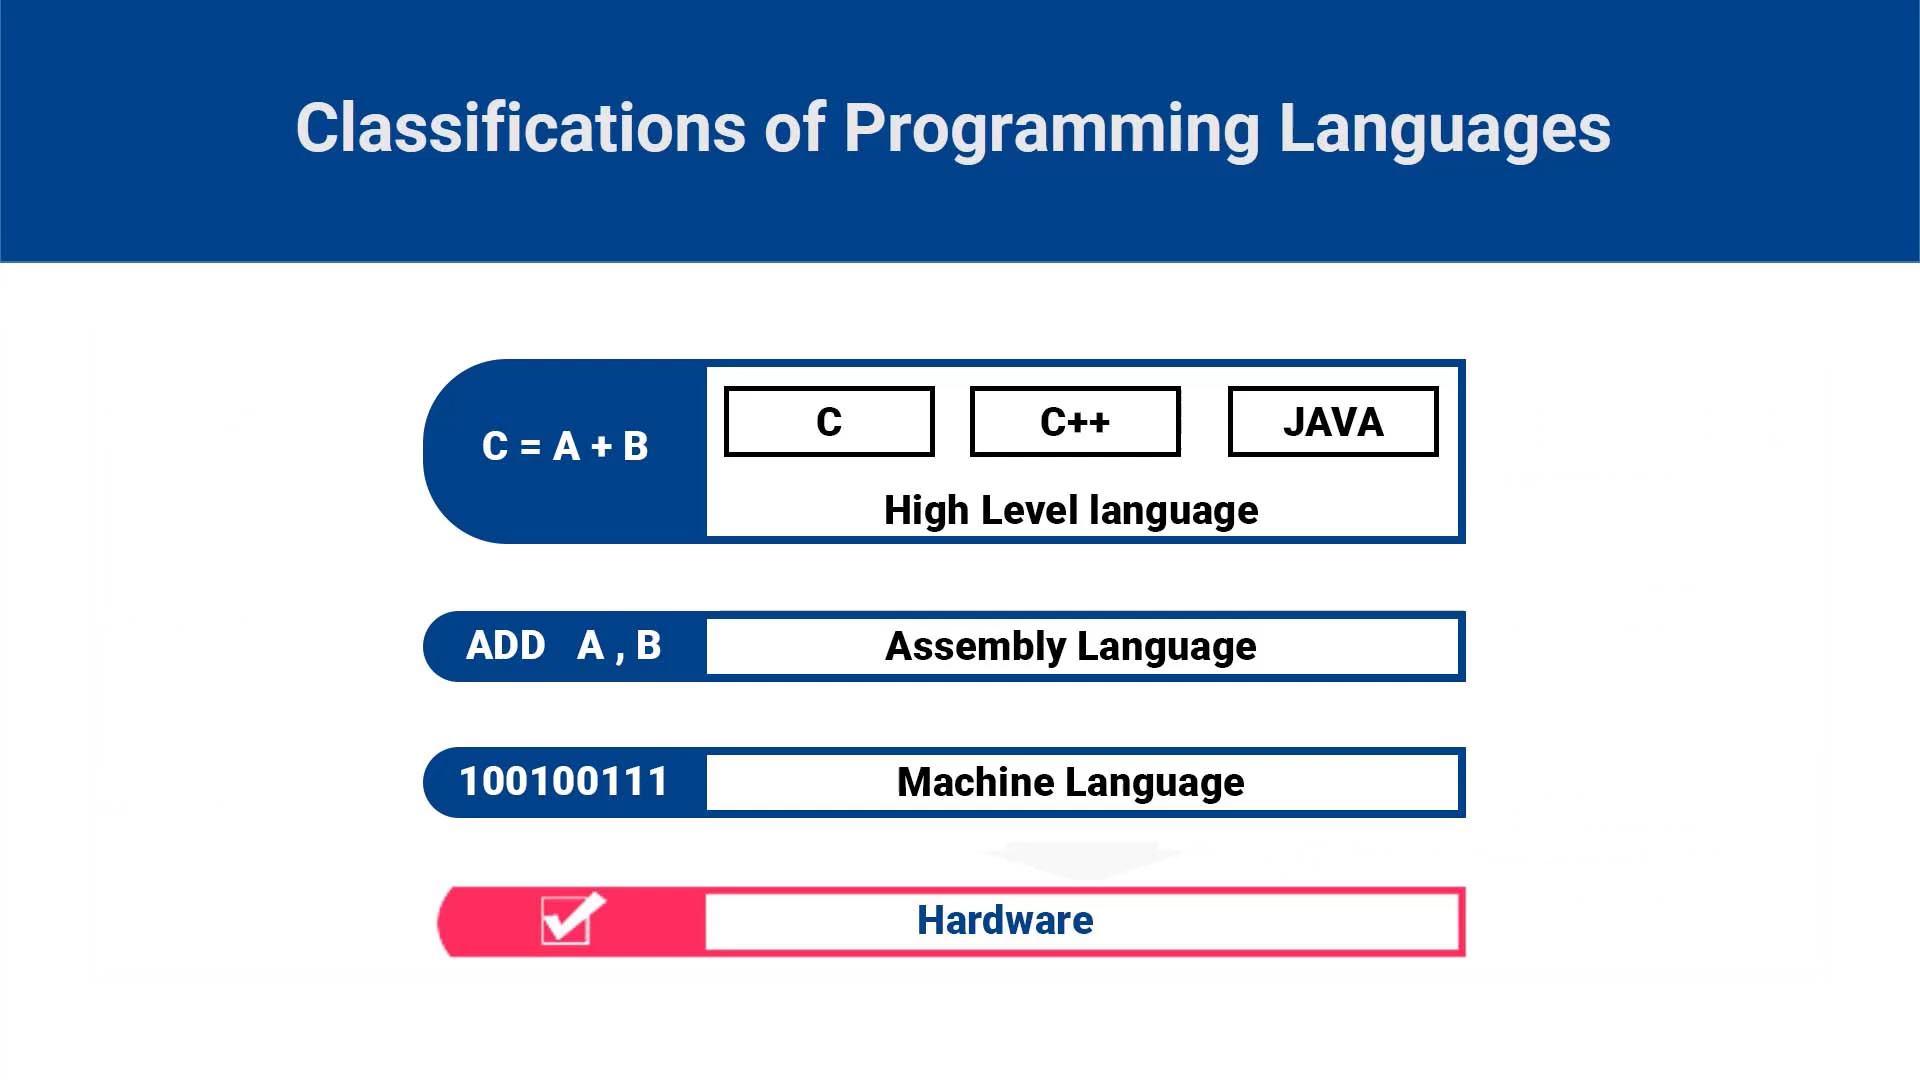 Classifications of Programming Languages
C = A + B
C
C++
JAVA
High Level language
ADD A , B
Assembly Language
100100111
Machine Language
Hardware